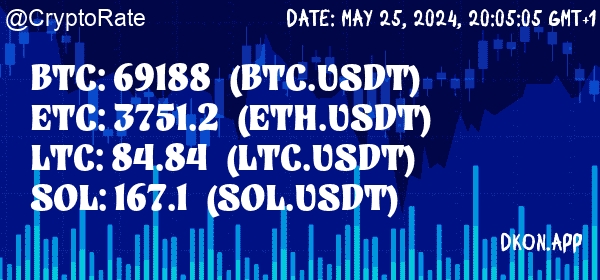 @CryptoRate
DATE: MAY 25, 2024, 20:05:05 GMT+1
BTC: 69188 (BTC.USDT)
ETC: 3751.2 (ETH.USDT)
LTC: 84.84 (LTC.USDT)
SOL: 167.1 (SOL.USDT)
DKON.APP